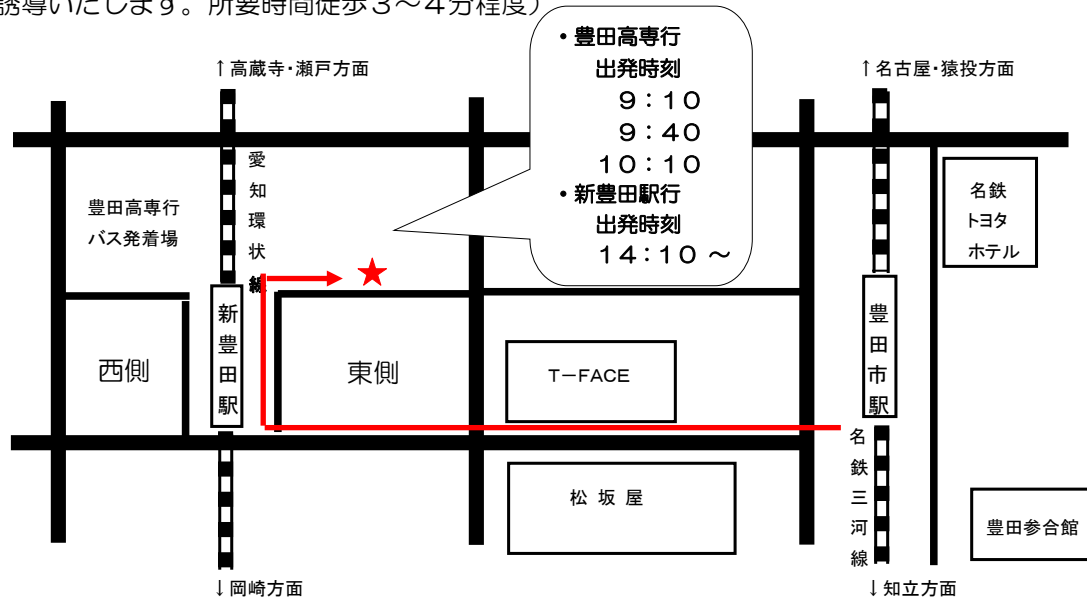 誘導いたします。所要時間徒歩３～４分程度）
・豊田高専行
出発時刻
９：１０
９：４０
１０：１０
・新豊田駅行
出発時刻
１４：１０ ～
↑高蔵寺・瀬戸方面
↑名古屋・猿投方面
愛知環状線
豊田高専行
バス発着場
名鉄
トヨタ
ホテル
★
新豊田駅
西側
東側
Ｔ－FACE
豊田市駅
名鉄三河線
松坂屋
豊田参合館
↓岡崎方面
↓知立方面